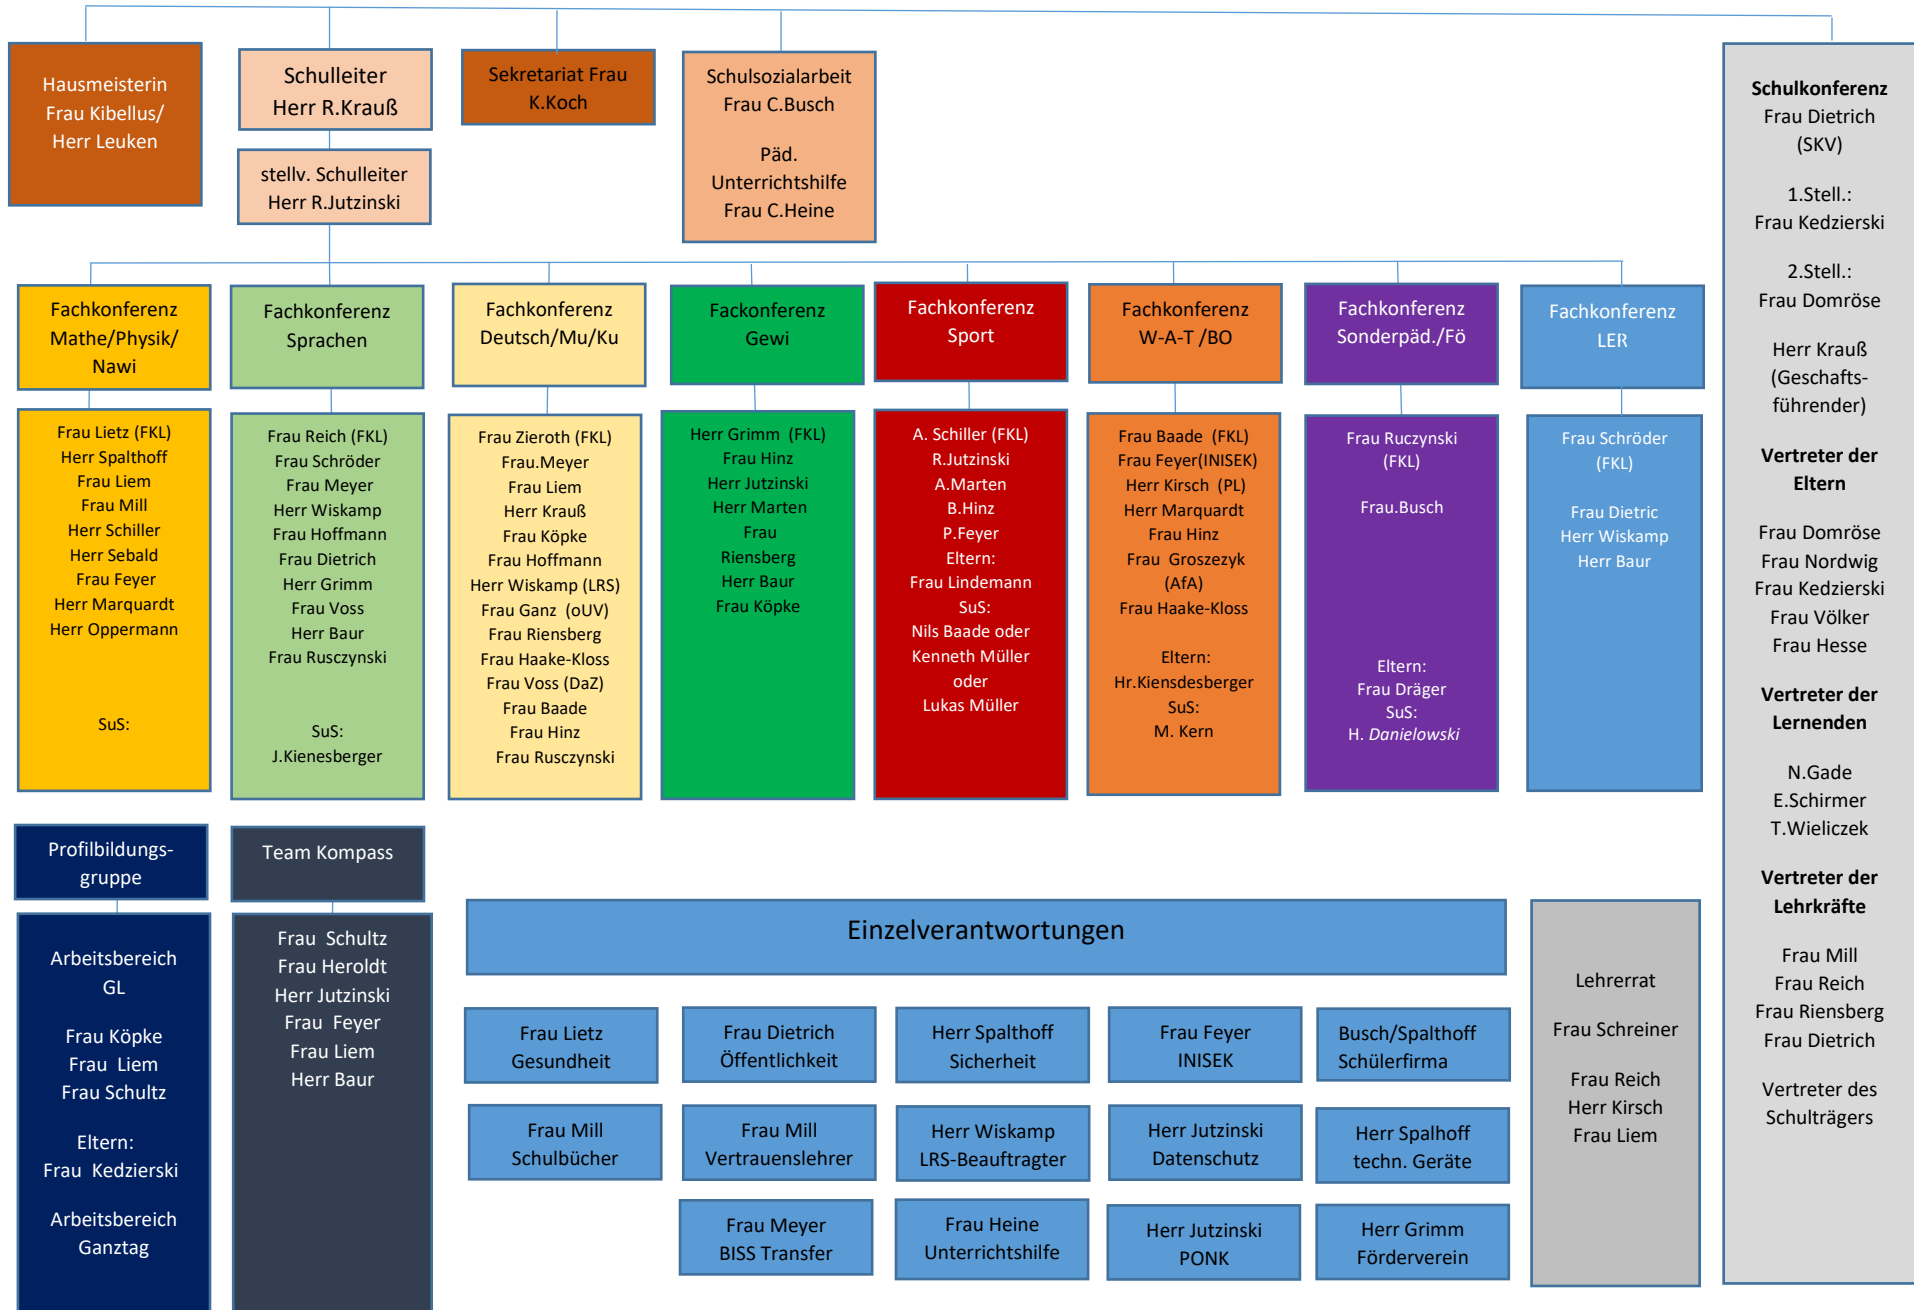 Hausmeisterin
Frau Kibellus/
Herr Leuken
Schulleiter
Herr R.Krauß
stellv. Schulleiter
Herr R.Jutzinski
Sekretariat Frau
K.Koch
Schulsozialarbeit
Frau C.Busch
Päd.
Unterrichtshilfe
Frau C.Heine
Schulkonferenz
Frau Dietrich
(SKV)
1.Stell.:
Frau Kedzierski
2.Stell.:
Frau Domröse
Herr Krauß
(Geschafts-
führender)
Vertreter der
Eltern
Frau Domröse
Frau Nordwig
Frau Kedzierski
Frau Völker
Frau Hesse
Vertreter der
Lernenden
N.Gade
E.Schirmer
T.Wieliczek
Vertreter der
Lehrkräfte
Frau Mill
Frau Reich
Frau Riensberg
Frau Dietrich
Vertreter des
Schulträgers
Fachkonferenz
Mathe/Physik/
Nawi
Frau Lietz (FKL)
Herr Spalthoff
Frau Liem
Frau Mill
Herr Schiller
Herr Sebald
Frau Feyer
Herr Marquardt
Herr Oppermann
SuS:
Fachkonferenz
Sprachen
Frau Reich (FKL)
Frau Schröder
Frau Meyer
Herr Wiskamp
Frau Hoffmann
Frau Dietrich
Herr Grimm
Frau Voss
Herr Baur
Frau Rusczynski
SuS:
J.Kienesberger
Fachkonferenz
Deutsch/Mu/Ku
Frau Zieroth (FKL)
Frau.Meyer
Frau Liem
Herr Krauß
Frau Köpke
Frau Hoffmann
Herr Wiskamp (LRS)
Frau Ganz (oUV)
Frau Riensberg
Frau Haake-Kloss
Frau Voss (DaZ)
Frau Baade
Frau Hinz
Frau Rusczynski
Fackonferenz
Gewi
Herr Grimm (FKL)
Frau Hinz
Herr Jutzinski
Herr Marten
Frau
Riensberg
Herr Baur
Frau Köpke
Fachkonferenz
Sport
A. Schiller (FKL)
R.Jutzinski
A.Marten
B.Hinz
P.Feyer
Eltern:
Frau Lindemann
SuS:
Nils Baade oder
Kenneth Müller
oder
Lukas Müller
Fachkonferenz
W-A-T /BO
Frau Baade (FKL)
Frau Feyer(INISEK)
Herr Kirsch (PL)
Herr Marquardt
Frau Hinz
Frau Groszezyk
(AfA)
Frau Haake-Kloss
Eltern:
Hr.Kiensdesberger
SuS:
M. Kern
Fachkonferenz
Sonderpäd./Fö
Frau Ruczynski
(FKL)
Frau.Busch
Eltern:
Frau Dräger
SuS:
H. Danielowski
Fachkonferenz
LER
Frau Schröder
(FKL)
Frau Dietric
Herr Wiskamp
Herr Baur
Profilbildungs-
gruppe
Arbeitsbereich
GL
Frau Köpke
Frau Liem
Frau Schultz
Eltern:
Frau Kedzierski
Arbeitsbereich
Ganztag
Team Kompass
Frau Schultz
Frau Heroldt
Herr Jutzinski
Frau Feyer
Frau Liem
Herr Baur
Einzelverantwortungen
Frau Lietz
Gesundheit
Frau Dietrich
Öffentlichkeit
Herr Spalthoff
Sicherheit
Frau Feyer
INISEK
Busch/Spalthoff
Schülerfirma
Frau Mill
Schulbücher
Frau Mill
Vertrauenslehrer
Herr Wiskamp
LRS-Beauftragter
Herr Jutzinski
Datenschutz
Herr Spalhoff
techn. Geräte
Frau Meyer
BISS Transfer
Frau Heine
Unterrichtshilfe
Herr Jutzinski
PONK
Herr Grimm
Förderverein
Lehrerrat
Frau Schreiner
Frau Reich
Herr Kirsch
Frau Liem